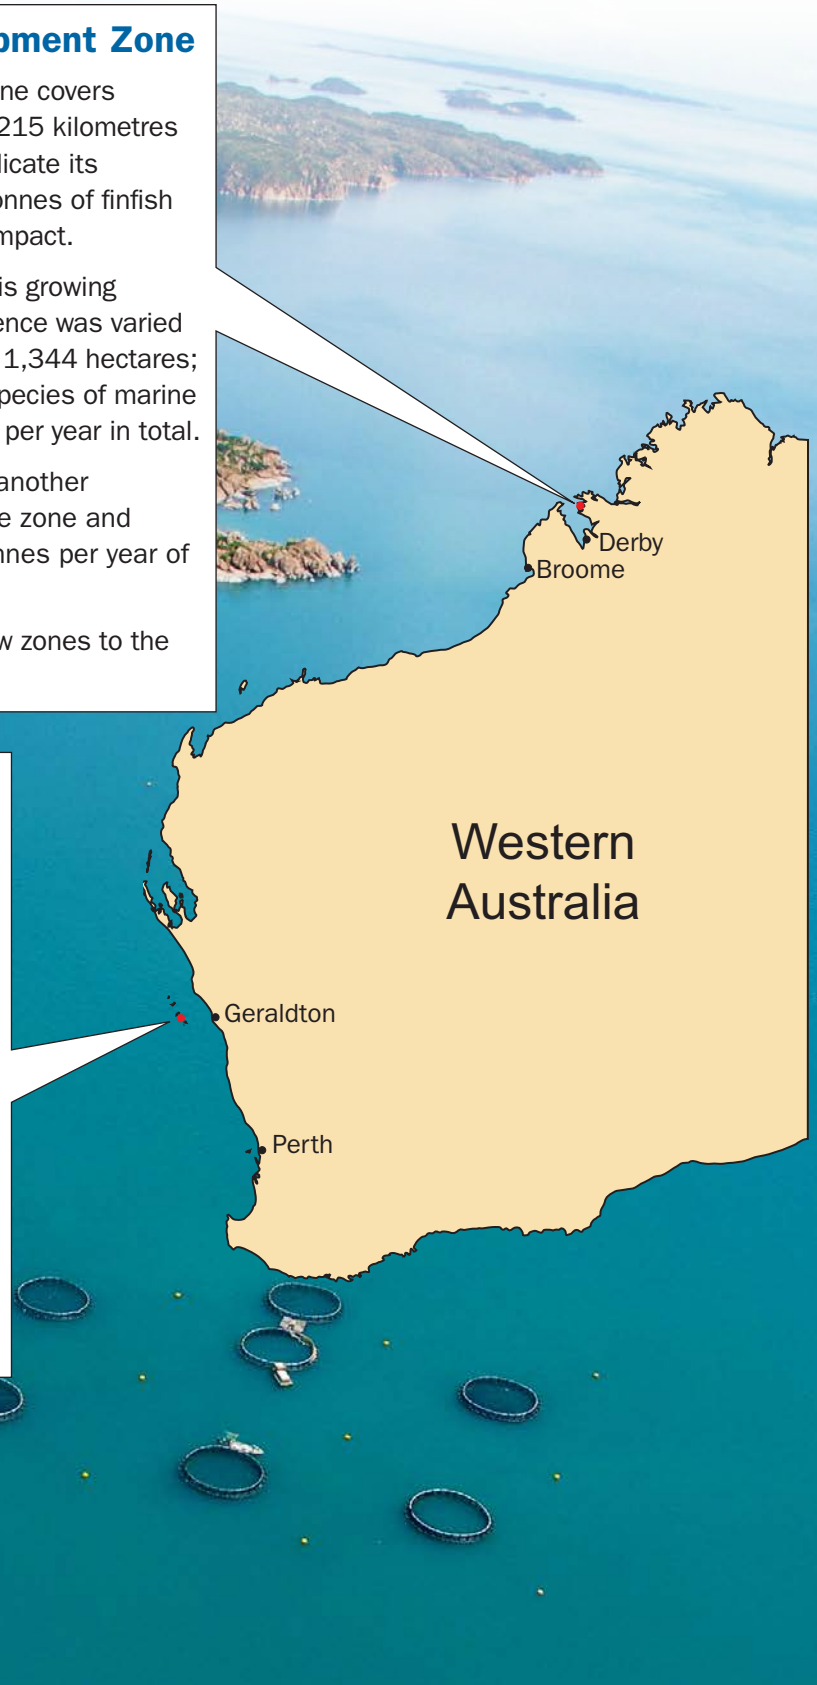 pment Zone
ne covers
215 kilometres
licate its
onnes of finfish
mpact.
is growing
ence was varied
1,344 hectares;
species of marine
per year in total.
another
e zone and
nnes per year of
w zones to the
Derby
Broome
Western
Australia
Geraldton
Perth